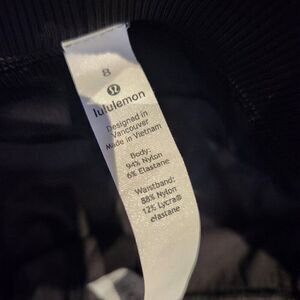 8
lululemon
Designed in
Vancouver
Made in Vietnam
Body:
94% Nylon
6% Elastane
Waistband:
88% Nylon
12% Lycra®
elastane